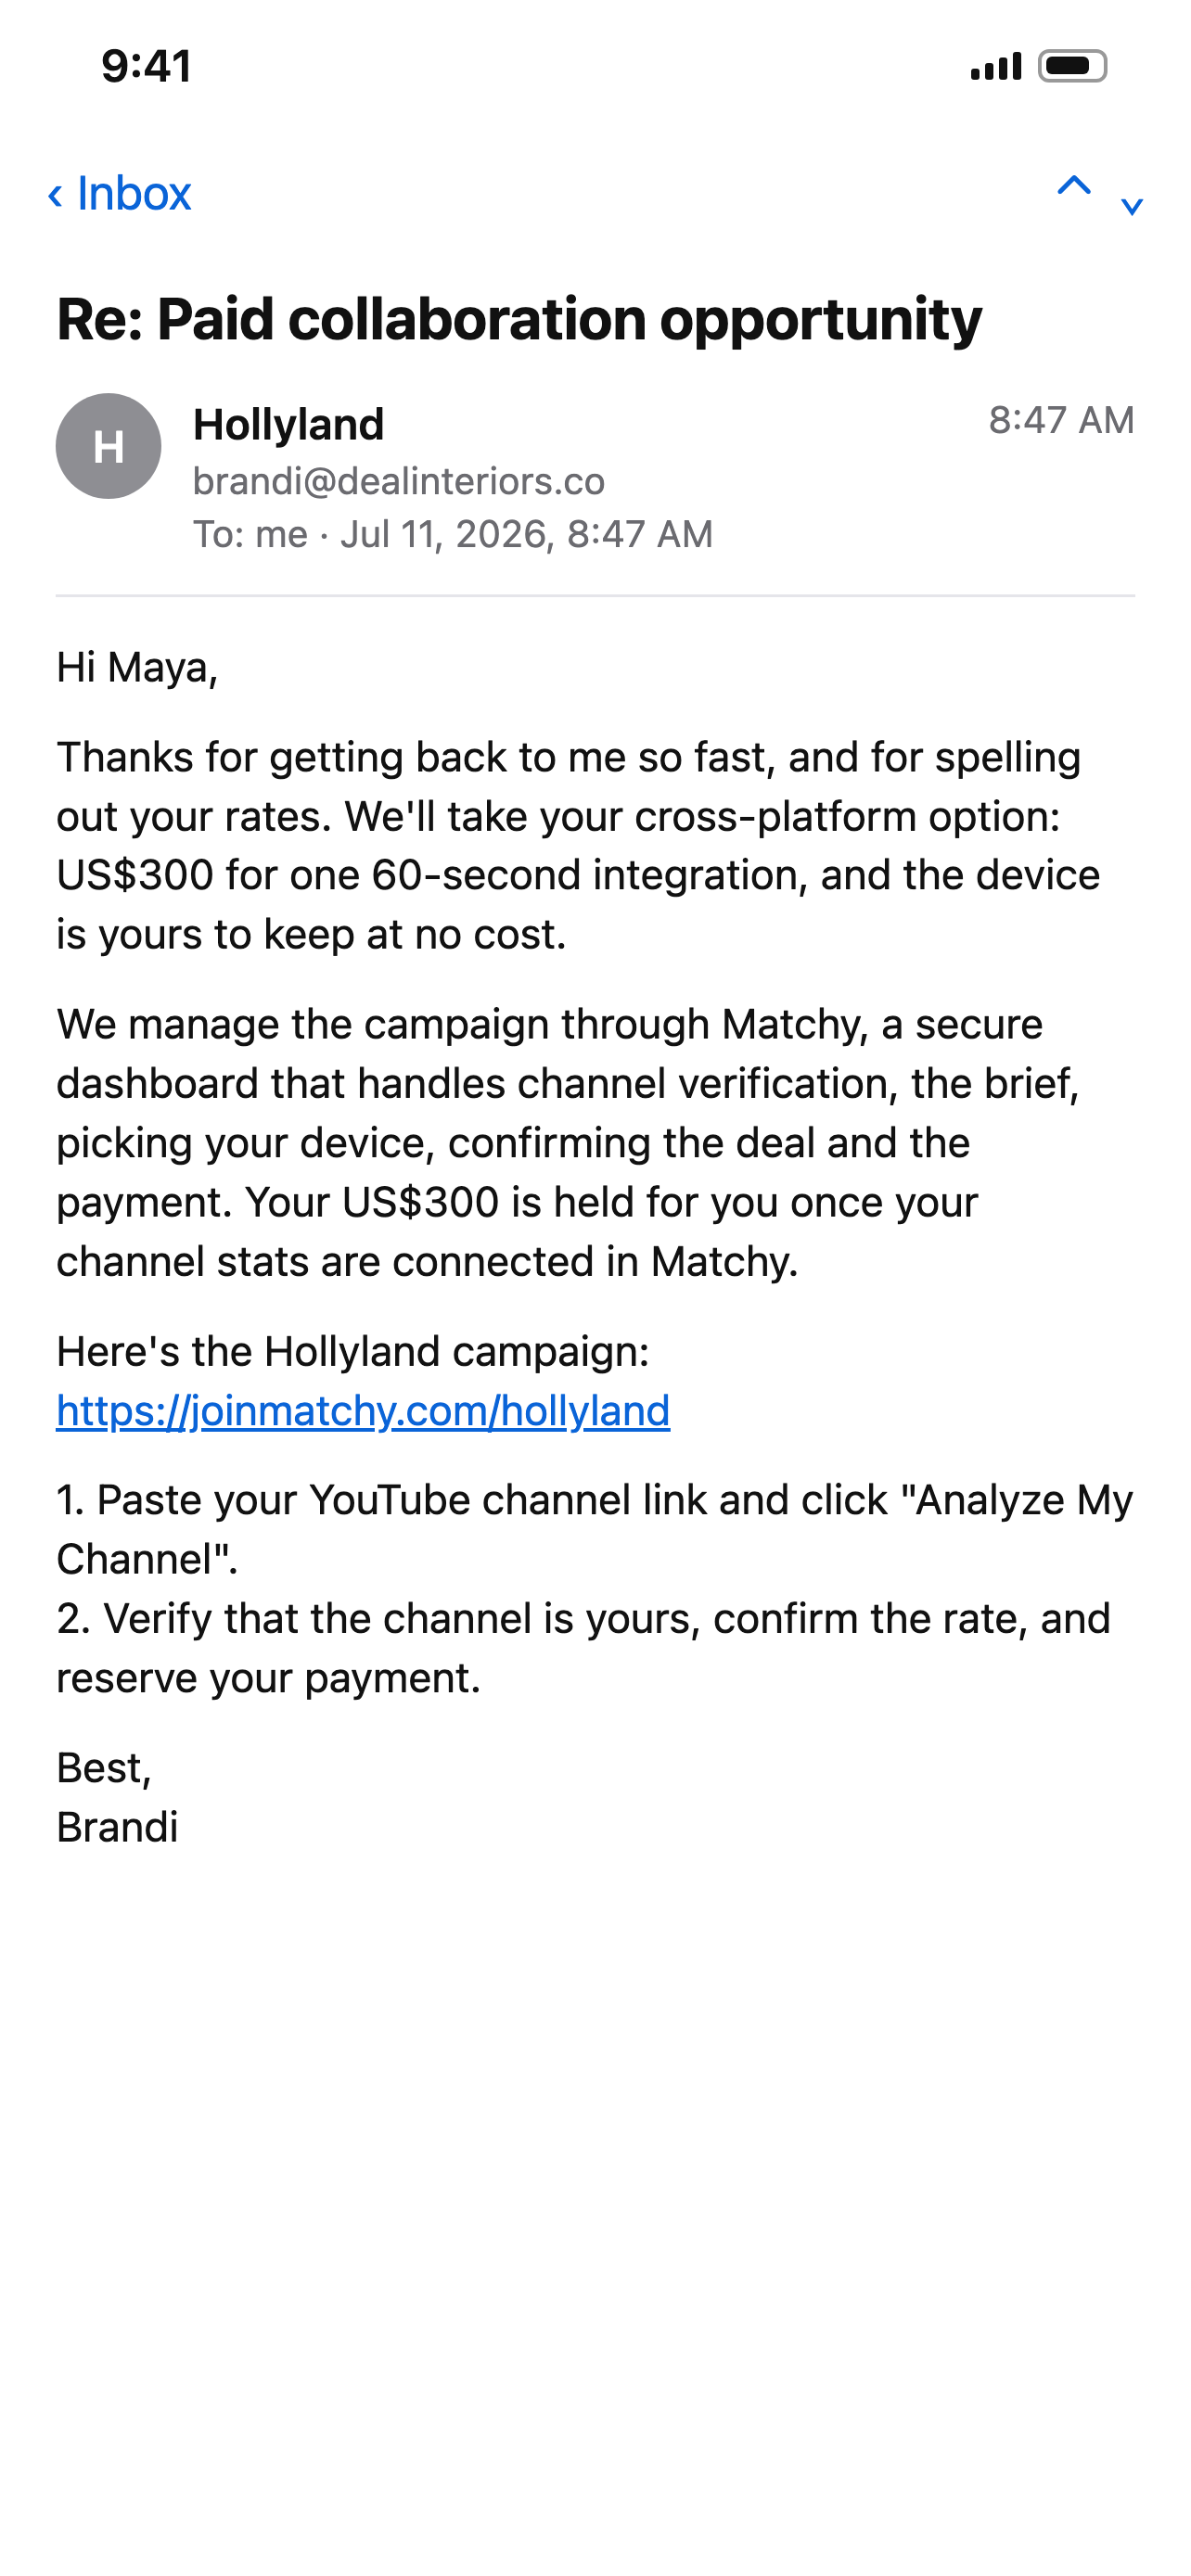 9:41
‹ Inbox
Re: Paid collaboration opportunity
H
Hollyland
8:47 AM
brandi@dealinteriors.co
To: me · Jul 11, 2026, 8:47 AM
Hi Maya,
Thanks for getting back to me so fast, and for spelling
out your rates. We'll take your cross-platform option:
US$300 for one 60-second integration, and the device
is yours to keep at no cost.
We manage the campaign through Matchy, a secure
dashboard that handles channel verification, the brief,
picking your device, confirming the deal and the
payment. Your US$300 is held for you once your
channel stats are connected in Matchy.
Here's the Hollyland campaign:
https://joinmatchy.com/hollyland
1. Paste your YouTube channel link and click "Analyze My
Channel".
2. Verify that the channel is yours, confirm the rate, and
reserve your payment.
Best,
Brandi